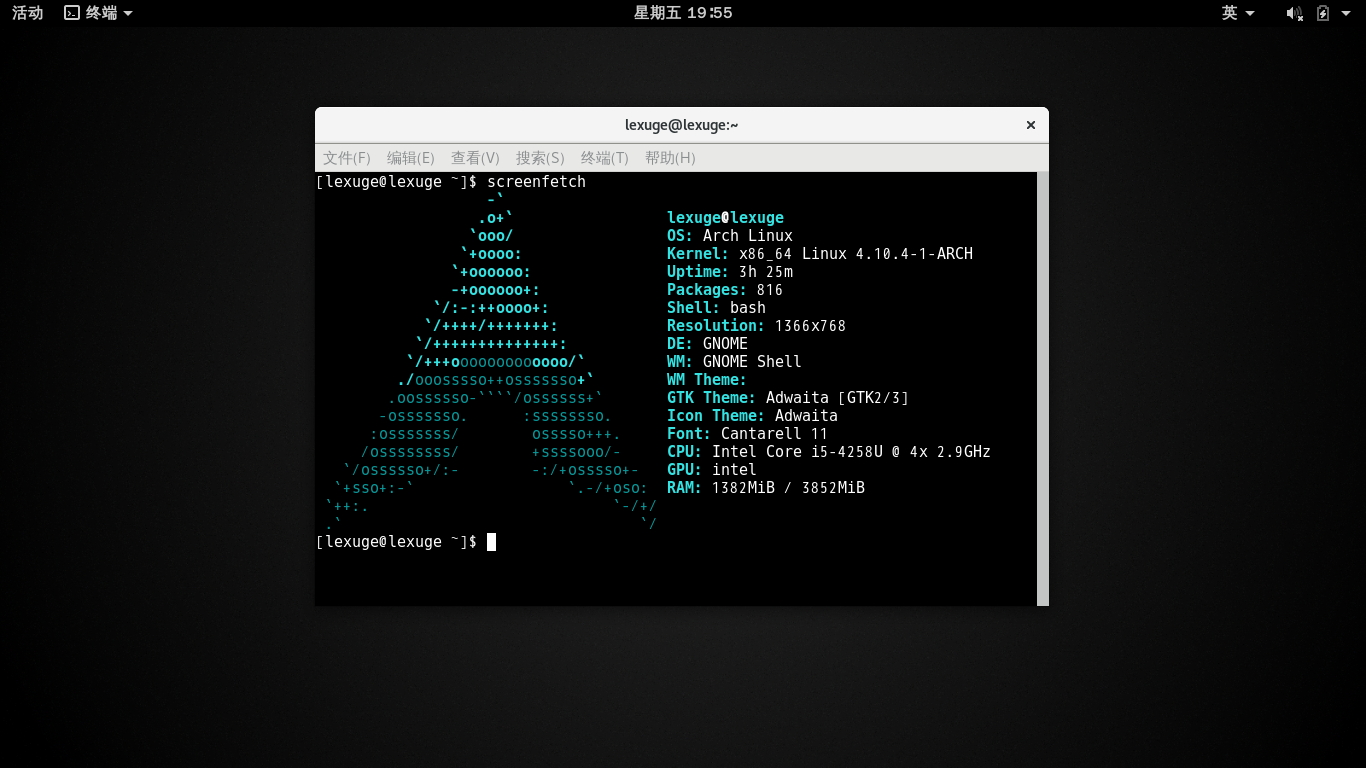 活动 终端 星期五 19:55 英
lexuge@lexuge:~ ×
文件(F) 编辑(E) 查看(V) 搜索(S) 终端(T) 帮助(H)
[lexuge@lexuge ~]$ screenfetch
                   -`
                  .o+`                 lexuge@lexuge
                 `ooo/                 OS: Arch Linux
                `+oooo:                Kernel: x86_64 Linux 4.10.4-1-ARCH
               `+oooooo:               Uptime: 3h 25m
               -+oooooo+:              Packages: 816
             `/:-:++oooo+:             Shell: bash
            `/++++/+++++++:            Resolution: 1366x768
           `/++++++++++++++:           DE: GNOME
          `/+++ooooooooooooo/`         WM: GNOME Shell
         ./ooosssso++osssssso+`        WM Theme:
        .oossssso-````/ossssss+`       GTK Theme: Adwaita [GTK2/3]
       -osssssso.      :ssssssso.      Icon Theme: Adwaita
      :osssssss/        osssso+++.     Font: Cantarell 11
     /ossssssss/        +ssssooo/-     CPU: Intel Core i5-4258U @ 4x 2.9GHz
   `/ossssso+/:-        -:/+osssso+-   GPU: intel
  `+sso+:-`                 `.-/+oso:  RAM: 1382MiB / 3852MiB
 `++:.                           `-/+/
 .`                                 `/
[lexuge@lexuge ~]$